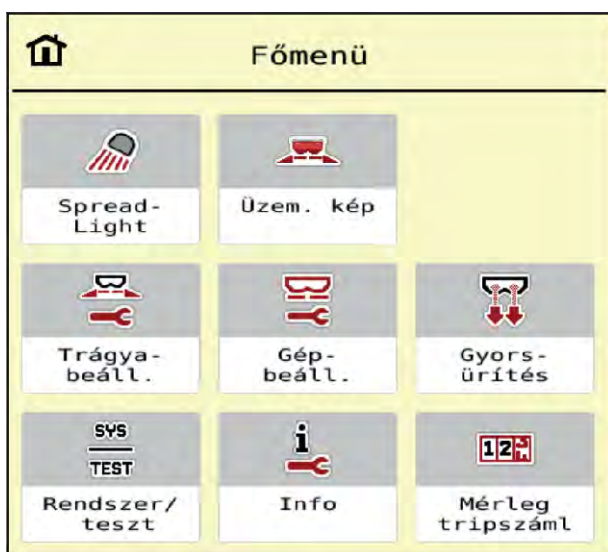 Főmenü
Spread-
Light
Üzem. kép
Trágya-
beáll.
Gép-
beáll.
Gyors-
ürítés
SYS
TEST
Rendszer/
teszt
i
Info
12
Mérleg
tripszáml